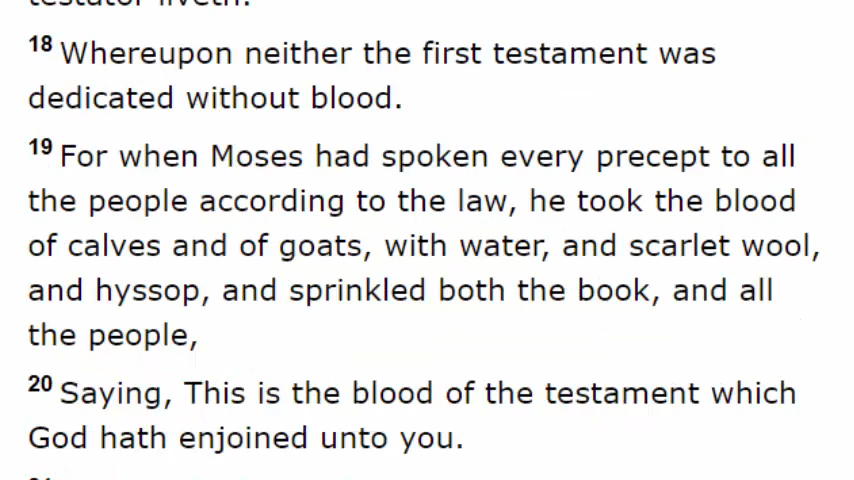 testator liveth.
18 Whereupon neither the first testament was
dedicated without blood.
19 For when Moses had spoken every precept to all
the people according to the law, he took the blood
of calves and of goats, with water, and scarlet wool,
and hyssop, and sprinkled both the book, and all
the people,
20 Saying, This is the blood of the testament which
God hath enjoined unto you.